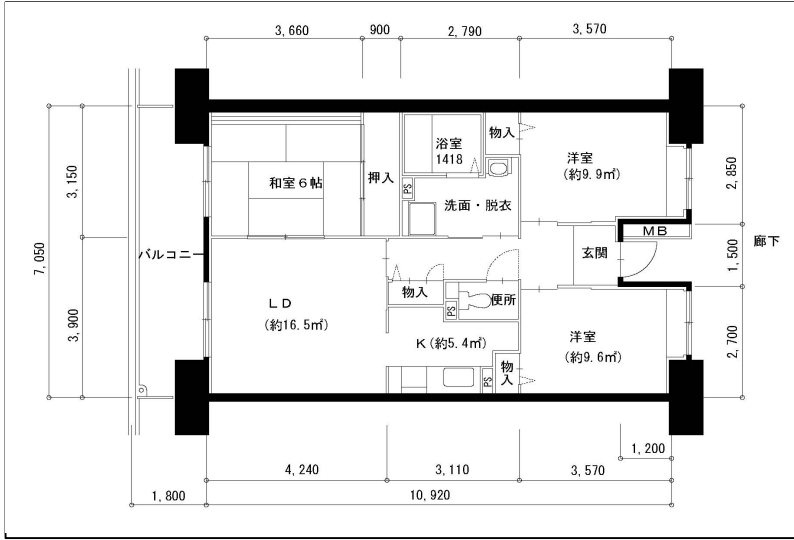 3,660
900
2,790
3,570
物入
浴室
1418
洋室
(約9.9㎡)
和室6帖
押入
PS
洗面・脱衣
3,150
2,850
7,050
MB
廊下
バルコニー
玄関
1,500
LD
(約16.5㎡)
物入
PS
便所
K(約5.4㎡)
洋室
(約9.6㎡)
3,900
2,700
物入
PS
1,200
4,240
3,110
3,570
1,800
10,920